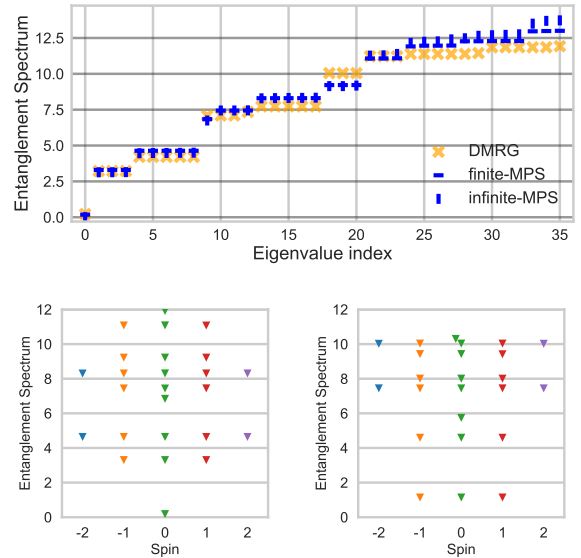 Entanglement Spectrum
12.5
10.0
7.5
5.0
2.5
0.0
DMRG
finite-MPS
infinite-MPS
0 5 10 15 20 25 30 35
Eigenvalue index
Entanglement Spectrum
12
10
8
6
4
2
0
-2 -1 0 1 2
Spin
Entanglement Spectrum
12
10
8
6
4
2
0
-2 -1 0 1 2
Spin